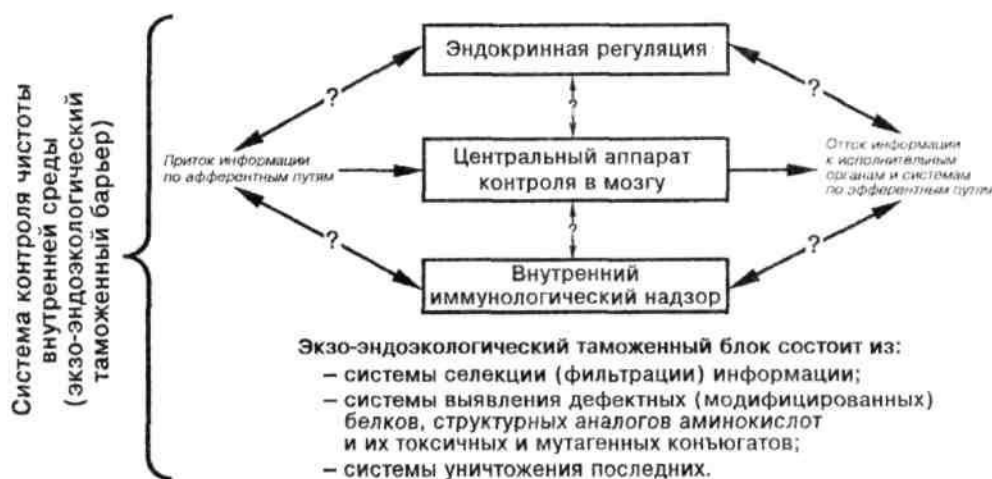 Система контроля чистоты
внутренней среды
(экзо-эндоэкологический
таможенный барьер)
Эндокринная регуляция
?
?
?
Приток информации
по афферентным путям
Центральный аппарат
контроля в мозгу
Отток информации
к исполнительным
органам и системам
по эфферентным путям
?
?
?
Внутренний
иммунологический надзор
Экзо-эндоэкологический таможенный блок состоит из:
– системы селекции (фильтрации) информации;
– системы выявления дефектных (модифицированных)
белков, структурных аналогов аминокислот
и их токсичных и мутагенных конъюгатов;
– системы уничтожения последних.